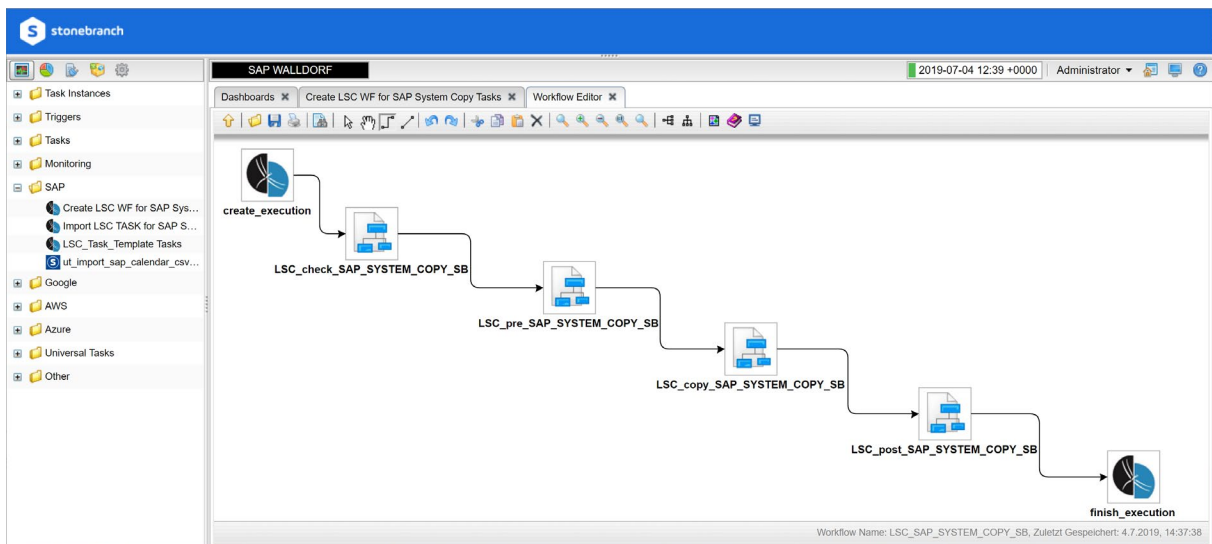 S stonebranch
SAP WALLDORF
2019-07-04 12:39 +0000
Administrator
Task Instances
Triggers
Tasks
Monitoring
SAP
Create LSC WF for SAP Sys...
Import LSC TASK for SAP S...
LSC_Task_Template Tasks
ut_import_sap_calendar_csv...
Google
AWS
Azure
Universal Tasks
Other
Dashboards
Create LSC WF for SAP System Copy Tasks
Workflow Editor
create_execution
LSC_check_SAP_SYSTEM_COPY_SB
LSC_pre_SAP_SYSTEM_COPY_SB
LSC_copy_SAP_SYSTEM_COPY_SB
LSC_post_SAP_SYSTEM_COPY_SB
finish_execution
Workflow Name: LSC_SAP_SYSTEM_COPY_SB, Zuletzt Gespeichert: 4.7.2019, 14:37:38